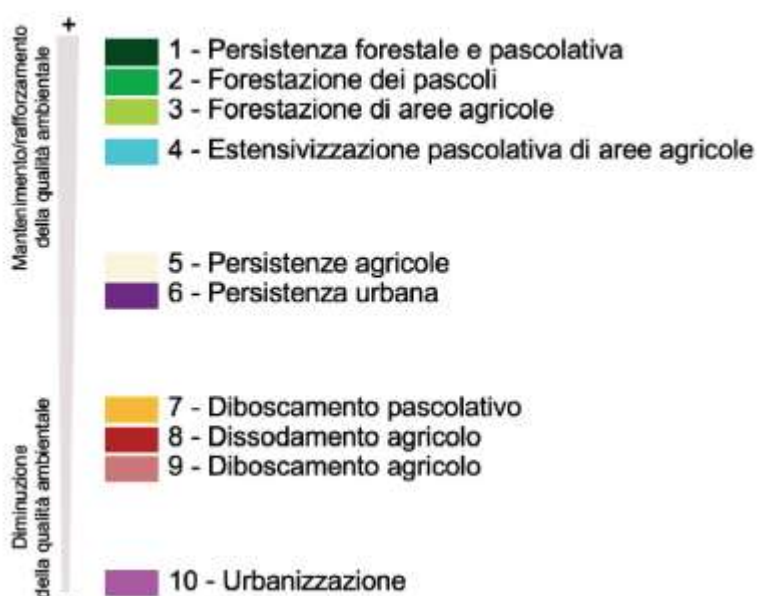 +
Mantenimento/rafforzamento
della qualità ambientale
1 - Persistenza forestale e pascolativa
2 - Forestazione dei pascoli
3 - Forestazione di aree agricole
4 - Estensivizzazione pascolativa di aree agricole
5 - Persistenze agricole
6 - Persistenza urbana
Diminuzione
della qualità ambientale
7 - Diboscamento pascolativo
8 - Dissodamento agricolo
9 - Diboscamento agricolo
10 - Urbanizzazione